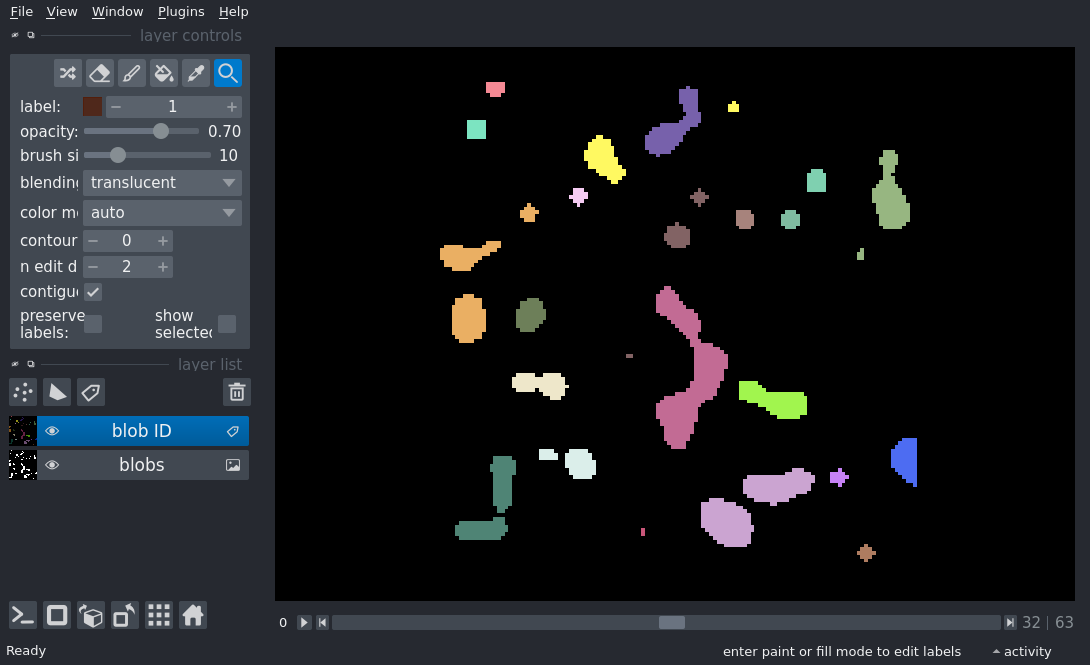 File View Window Plugins Help
layer controls
label: 1
opacity: 0.70
brush si 10
blending translucent
color m auto
contour 0
n edit d 2
contigu
preserve labels: show selected
layer list
blob ID
blobs
0 32 | 63
Ready enter paint or fill mode to edit labels activity